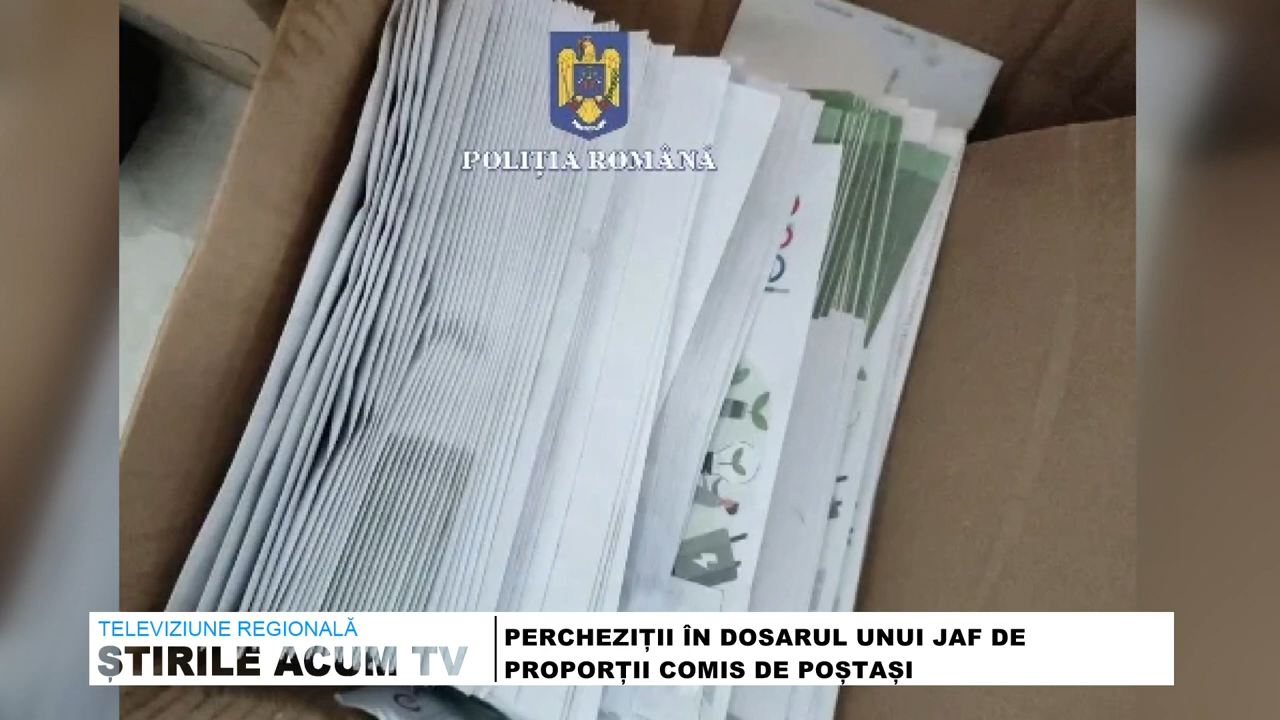 POLIȚIA ROMÂNĂ
TELEVIZIUNE REGIONALĂ
ȘTIRILE ACUM TV
PERCHEZIȚII ÎN DOSARUL UNUI JAF DE
PROPORȚII COMIS DE POȘTAȘI